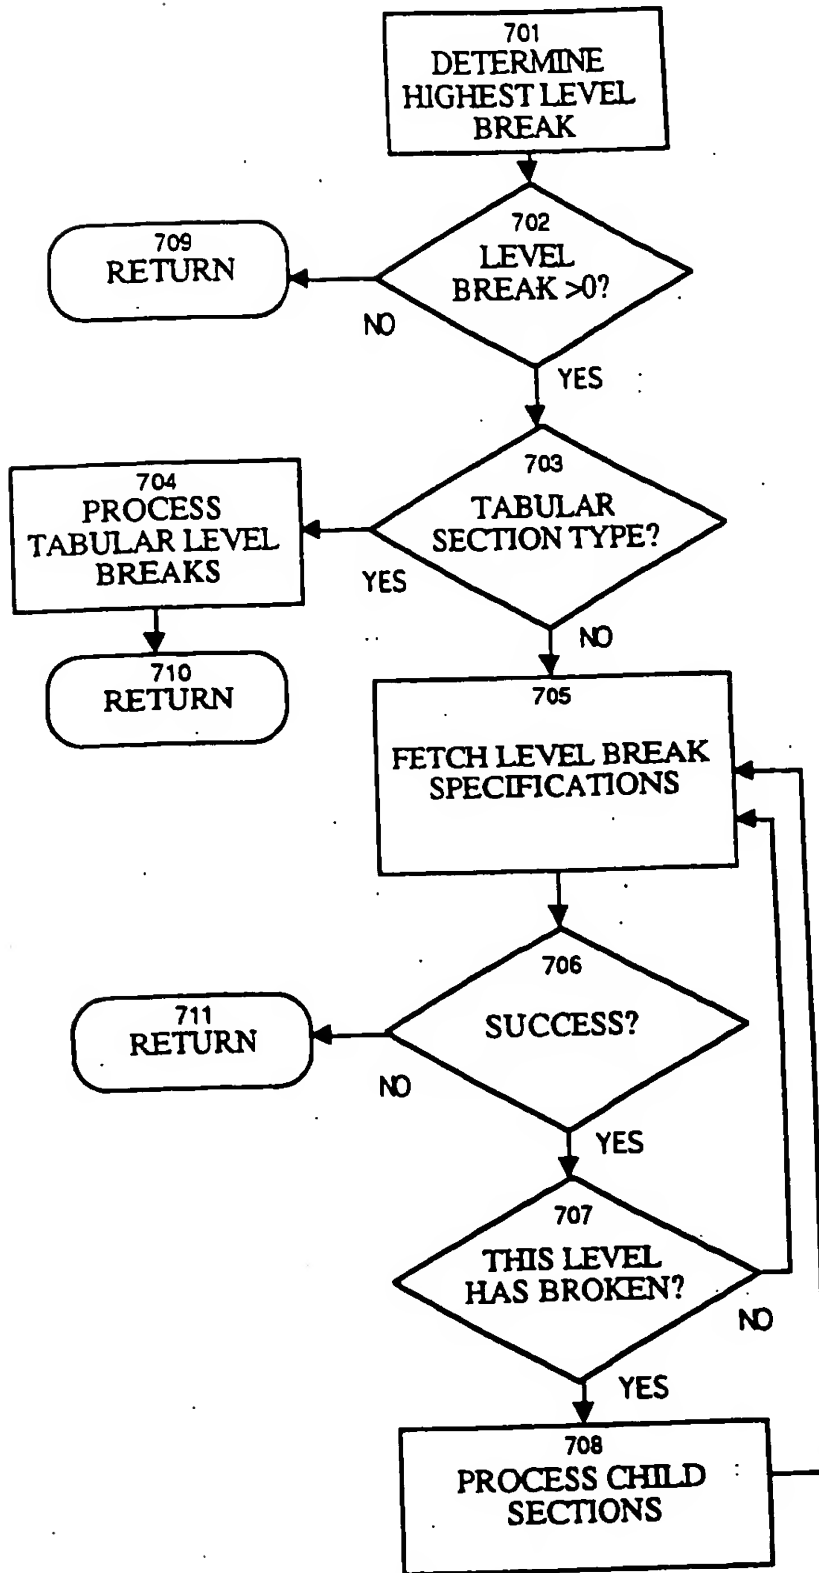 701
DETERMINE
HIGHEST LEVEL
BREAK
702
LEVEL
BREAK >0?
709
RETURN
NO
YES
703
TABULAR
SECTION TYPE?
704
PROCESS
TABULAR LEVEL
BREAKS
YES
NO
710
RETURN
705
FETCH LEVEL BREAK
SPECIFICATIONS
706
SUCCESS?
711
RETURN
NO
YES
707
THIS LEVEL
HAS BROKEN?
NO
YES
708
PROCESS CHILD
SECTIONS